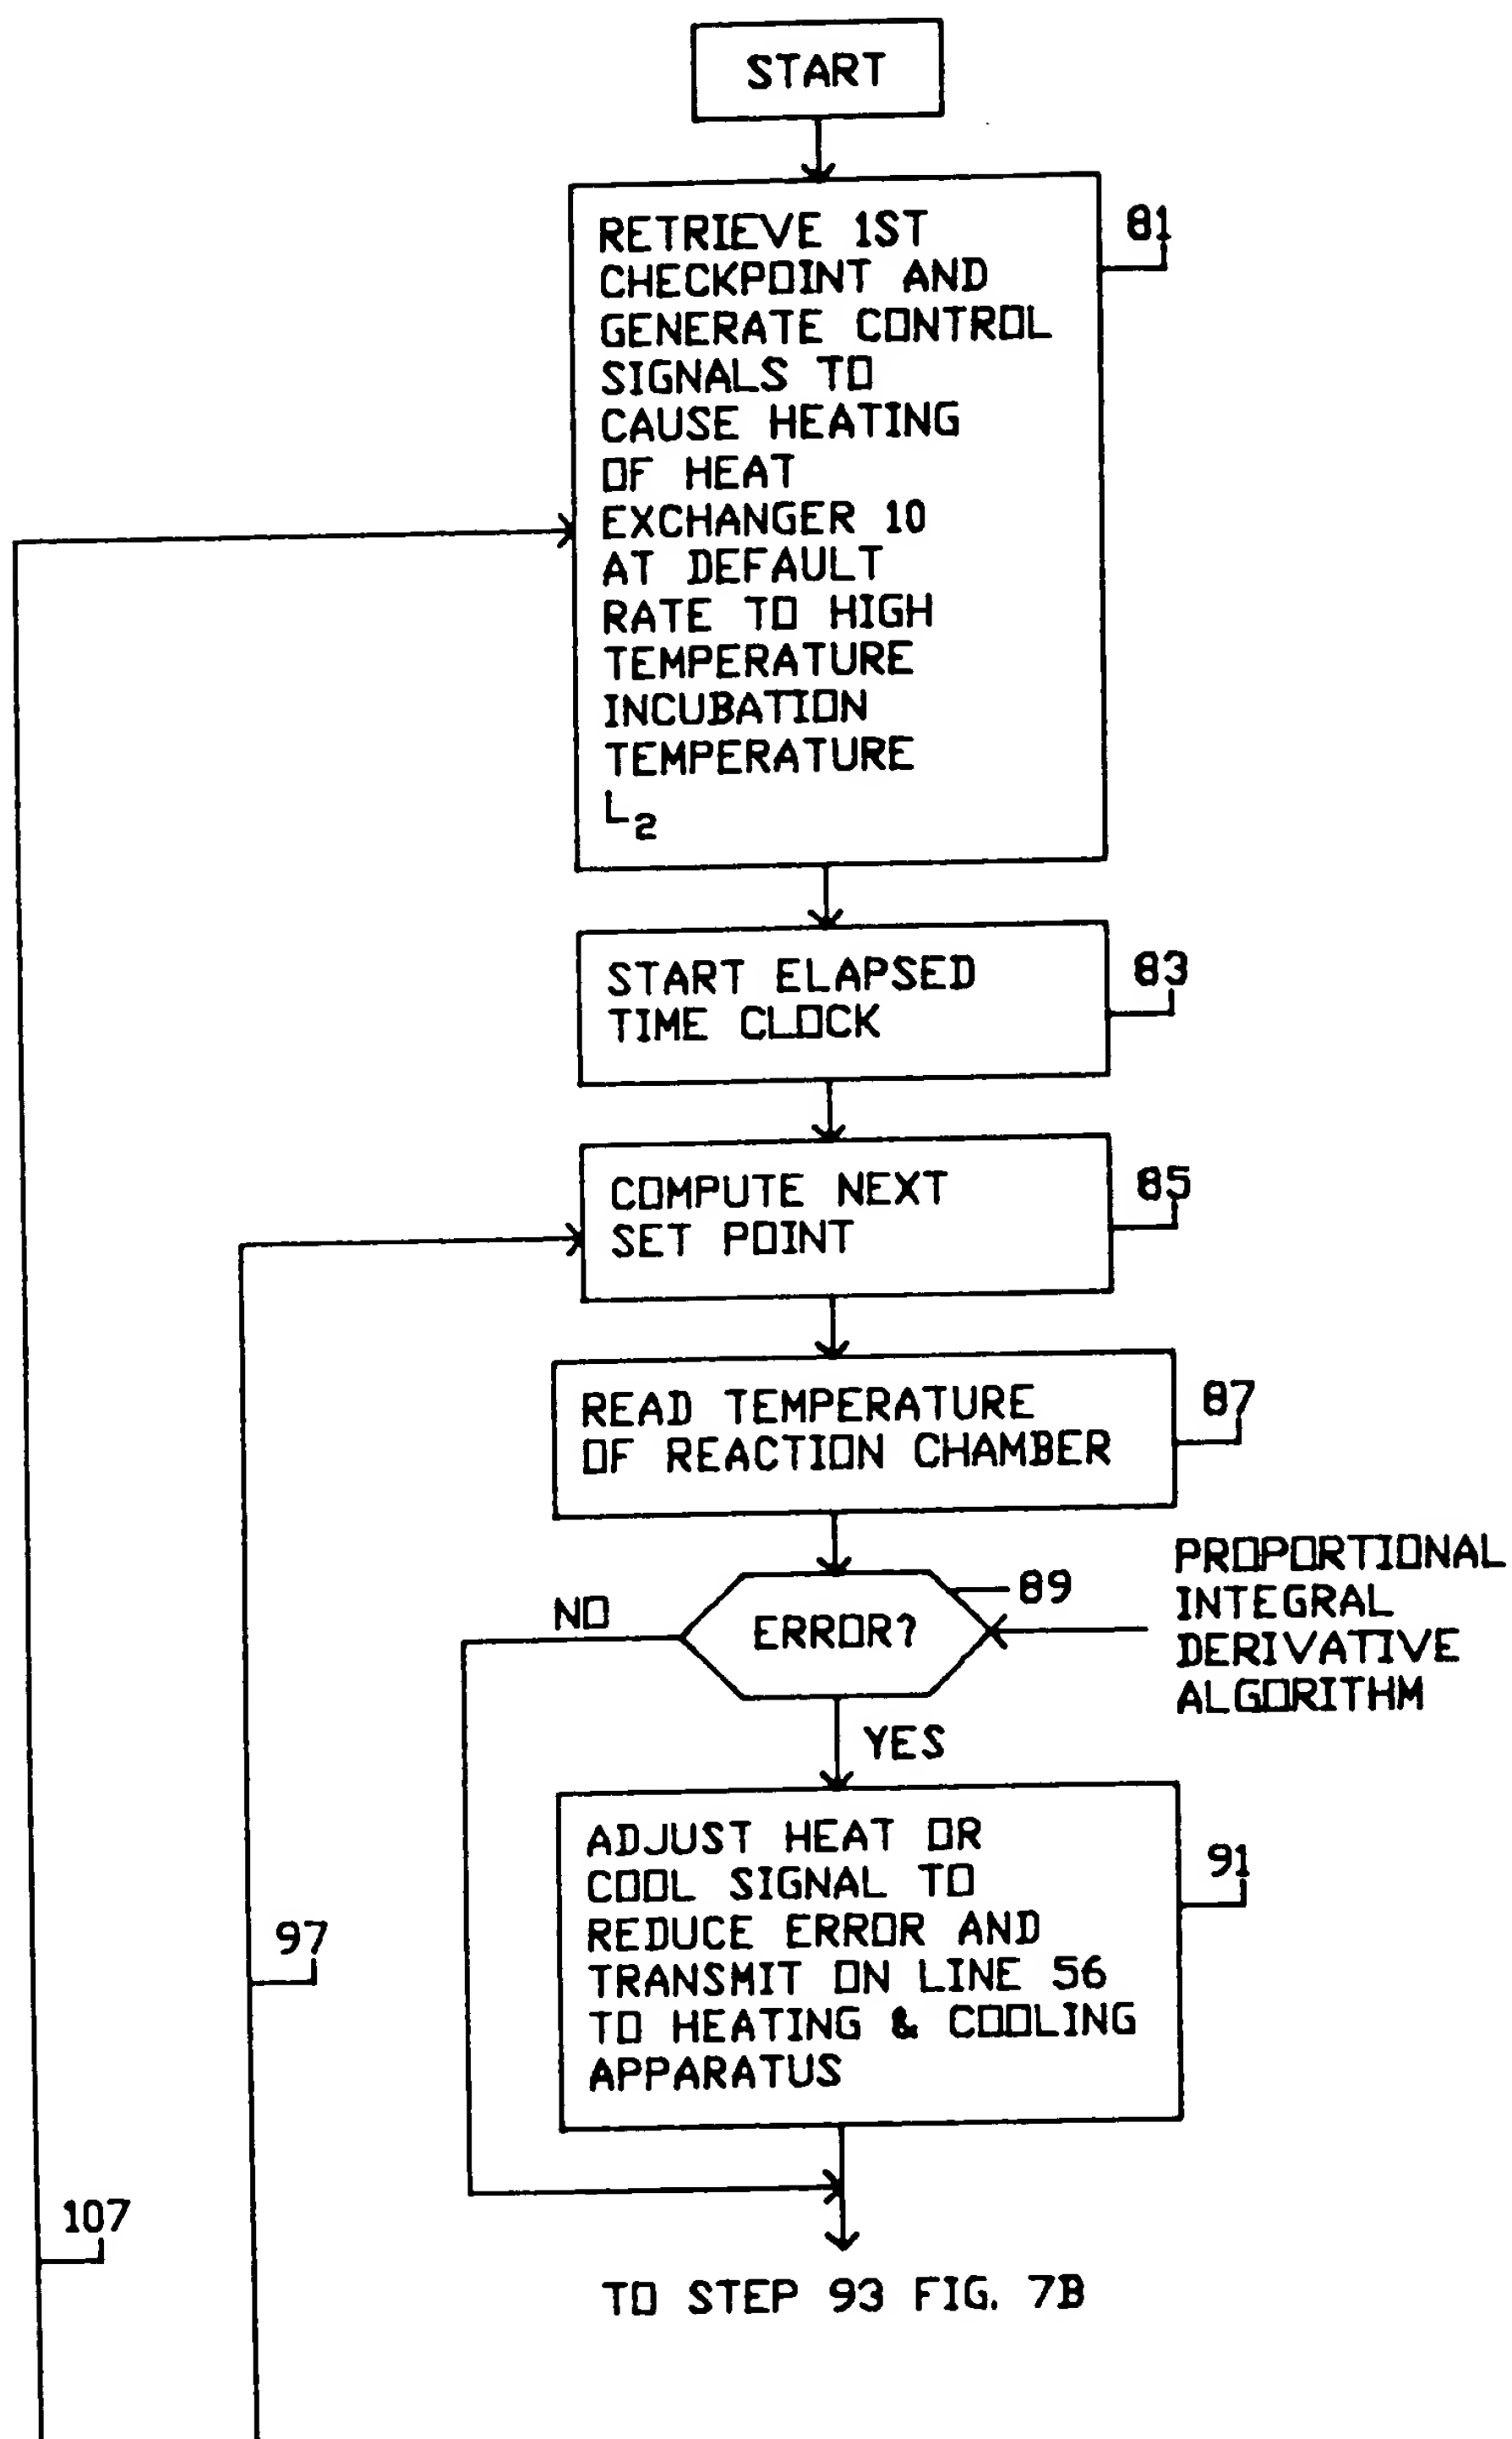 START
RETRIEVE 1ST
CHECKPOINT AND
GENERATE CONTROL
SIGNALS TO
CAUSE HEATING
OF HEAT
EXCHANGER 10
AT DEFAULT
RATE TO HIGH
TEMPERATURE
INCUBATION
TEMPERATURE
L₂
81
START ELAPSED
TIME CLOCK
83
COMPUTE NEXT
SET POINT
85
READ TEMPERATURE
OF REACTION CHAMBER
87
NO
ERROR?
89
PROPORTIONAL
INTEGRAL
DERIVATIVE
ALGORITHM
YES
ADJUST HEAT OR
COOL SIGNAL TO
REDUCE ERROR AND
TRANSMIT ON LINE 56
TO HEATING & COOLING
APPARATUS
91
97
107
TO STEP 93 FIG. 7B